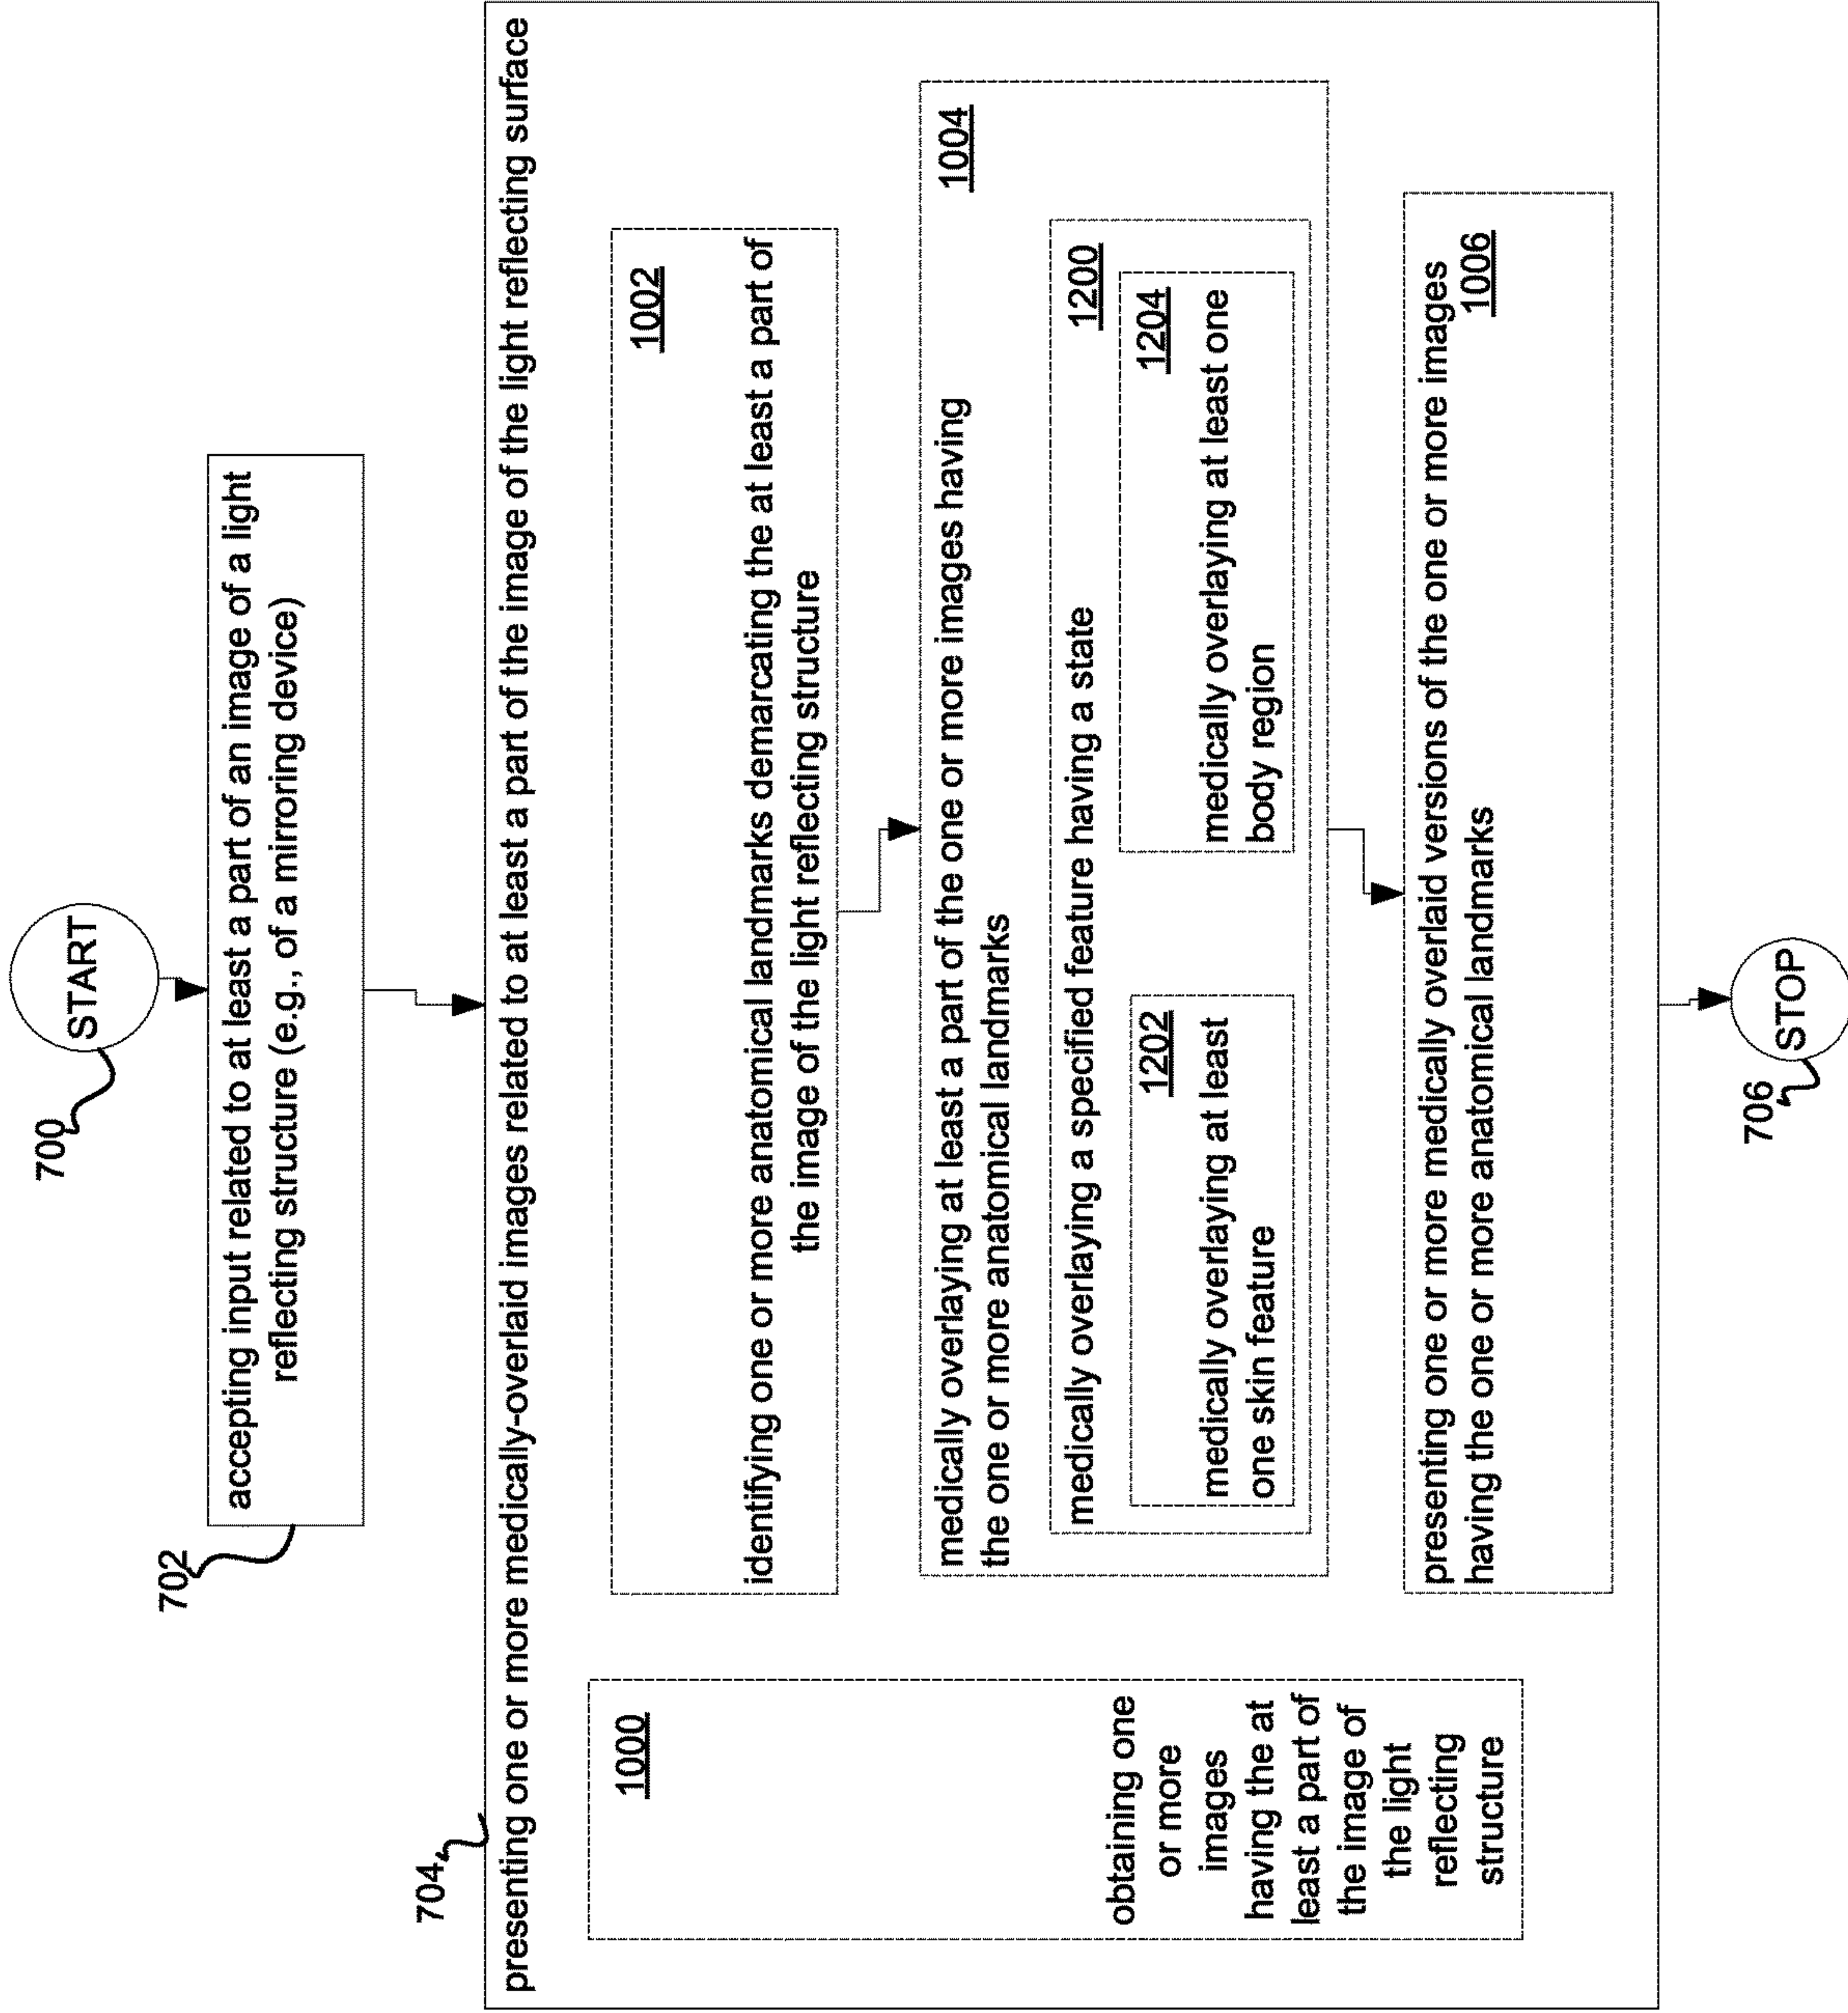 START
700
accepting input related to at least a part of an image of a light
reflecting structure (e.g., of a mirroring device)
702
presenting one or more medically-overlaid images related to at least a part of the image of the light reflecting surface
704
1000
obtaining one
or more
images
having the at
least a part of
the image of
the light
reflecting
structure
1002
identifying one or more anatomical landmarks demarcating the at least a part of
the image of the light reflecting structure
medically overlaying at least a part of the one or more images having
the one or more anatomical landmarks
1004
medically overlaying a specified feature having a state
1200
1202
medically overlaying at least
one skin feature
1204
medically overlaying at least one
body region
presenting one or more medically overlaid versions of the one or more images
having the one or more anatomical landmarks
1006
706
STOP